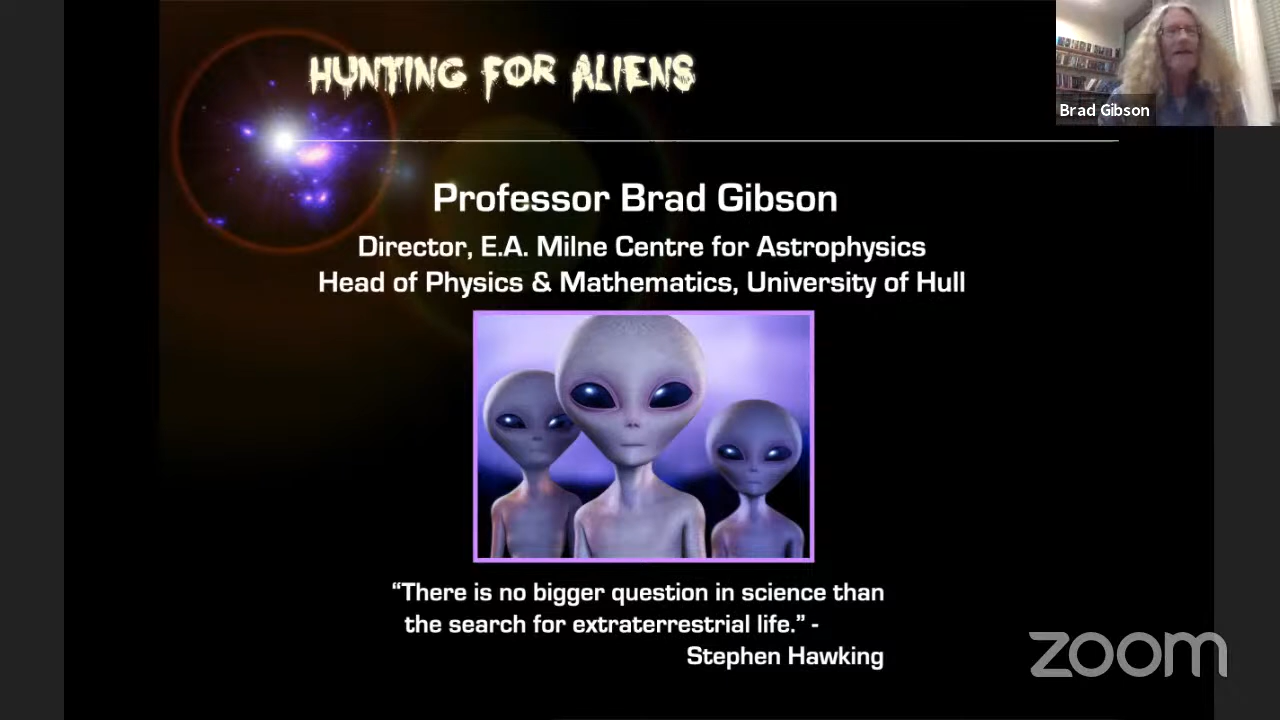 HUNTING FOR ALIENS
Brad Gibson
Professor Brad Gibson
Director, E.A. Milne Centre for Astrophysics
Head of Physics & Mathematics, University of Hull
“There is no bigger question in science than
the search for extraterrestrial life.” -
Stephen Hawking
zoom